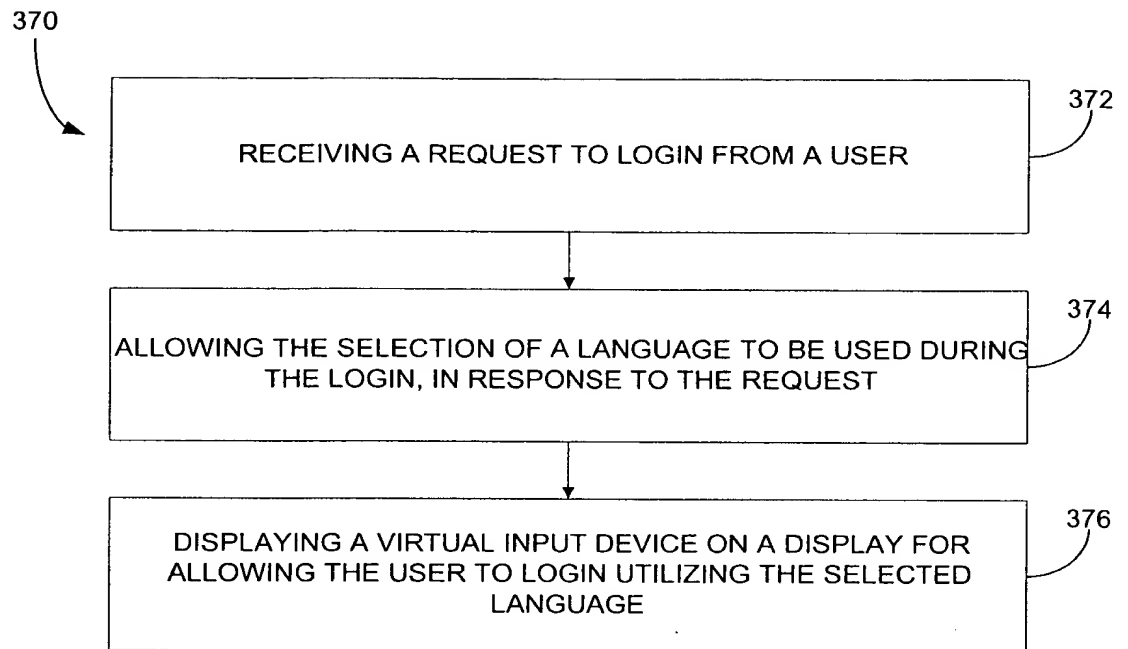 370
372
RECEIVING A REQUEST TO LOGIN FROM A USER
374
ALLOWING THE SELECTION OF A LANGUAGE TO BE USED DURING
THE LOGIN, IN RESPONSE TO THE REQUEST
376
DISPLAYING A VIRTUAL INPUT DEVICE ON A DISPLAY FOR
ALLOWING THE USER TO LOGIN UTILIZING THE SELECTED
LANGUAGE